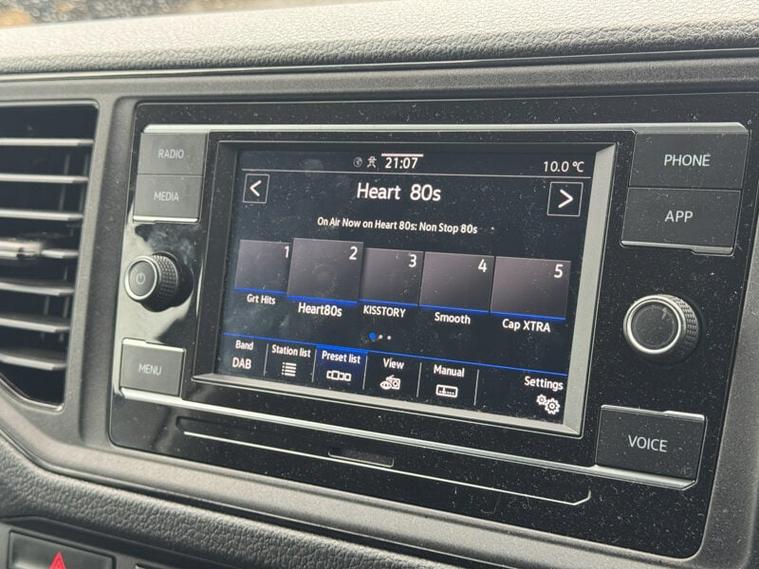 RADIO
MEDIA
MENU
21:07
10.0 °C
Heart 80s
On Air Now on Heart 80s: Non Stop 80s
1 2 3 4 5
Grt Hits Heart80s KISSTORY Smooth Cap XTRA
Band Station list Preset list View Manual Settings
DAB
PHONE
APP
VOICE